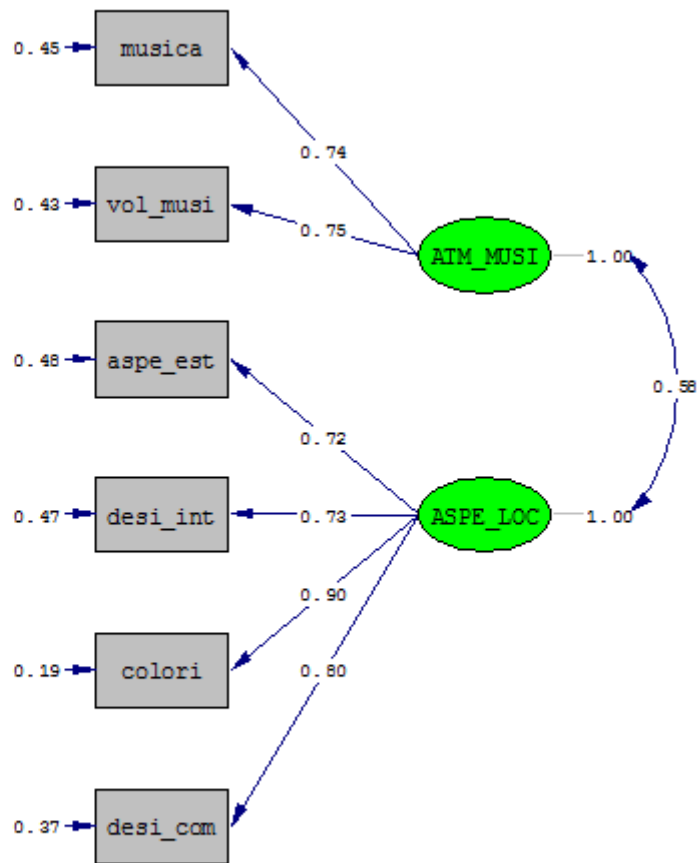 0.45
musica
0.74
0.43
vol_musi
0.75
ATM_MUSI
1.00
0.48
aspe_est
0.58
0.72
0.47
desi_int
0.73
ASPE_LOC
1.00
0.90
0.19
colori
0.80
0.37
desi_com